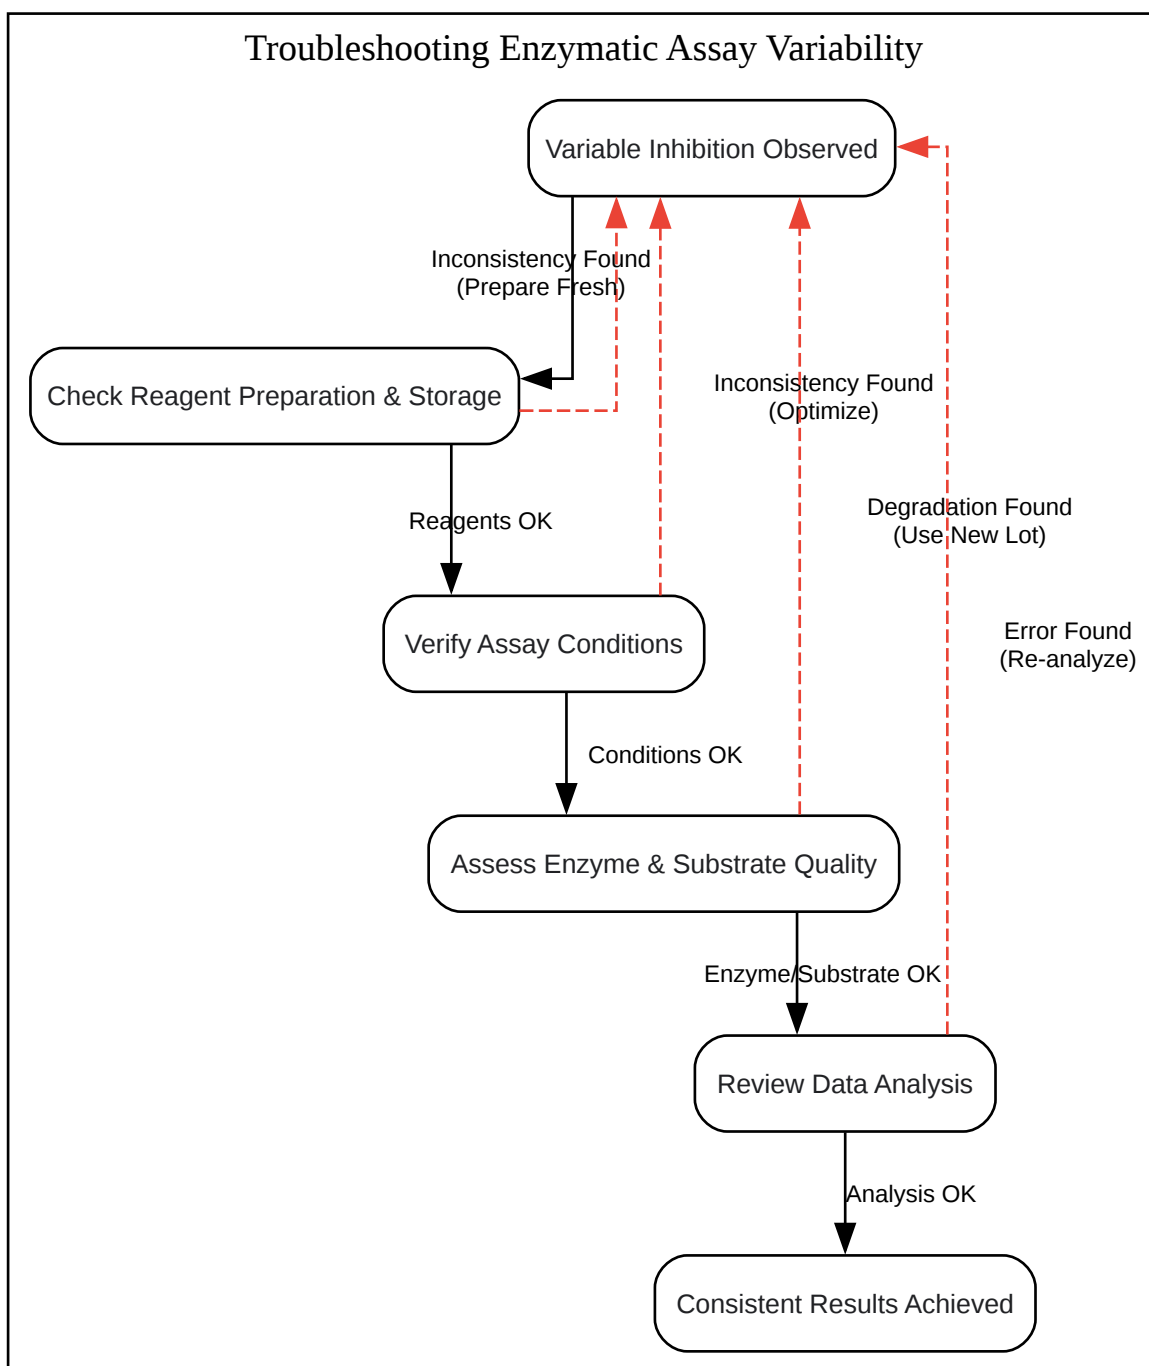 Troubleshooting Enzymatic Assay Variability
Variable Inhibition Observed
Inconsistency Found
(Prepare Fresh)
Check Reagent Preparation & Storage
Inconsistency Found
(Optimize)
Reagents OK
Degradation Found
(Use New Lot)
Verify Assay Conditions
Error Found
(Re-analyze)
Conditions OK
Assess Enzyme & Substrate Quality
Enzyme/Substrate OK
Review Data Analysis
Analysis OK
Consistent Results Achieved